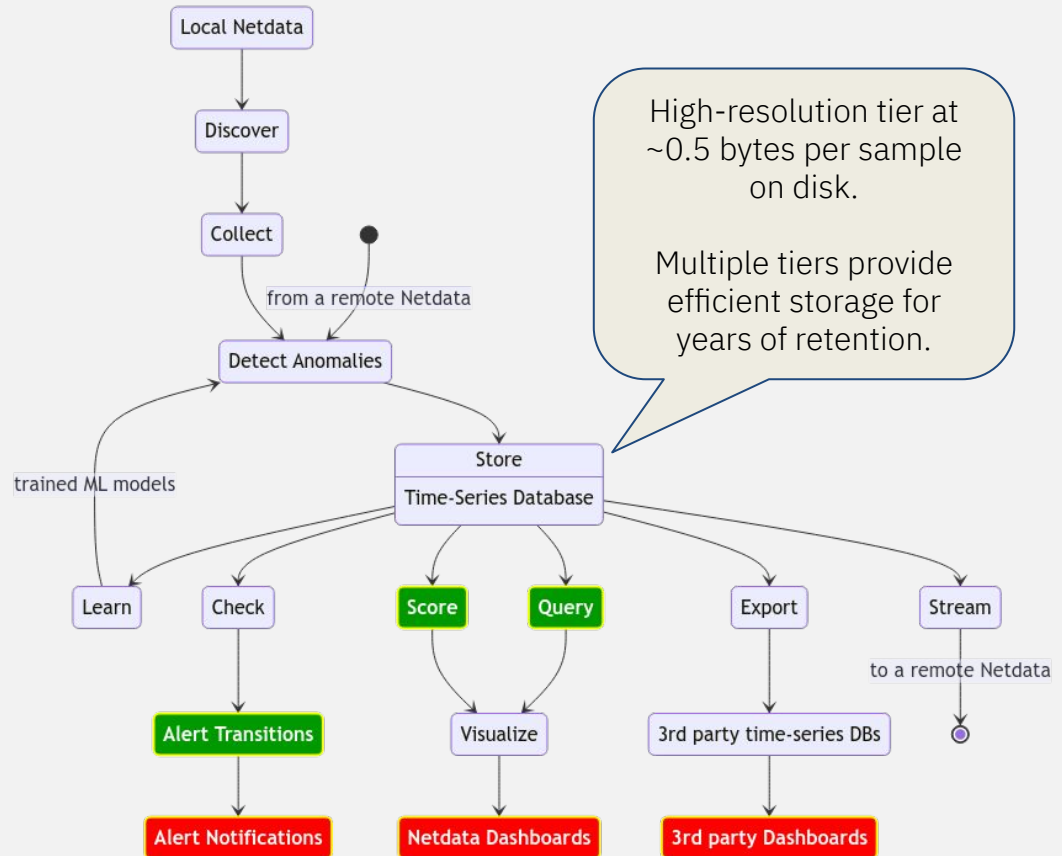 Local Netdata
Discover
Collect
from a remote Netdata
Detect Anomalies
High-resolution tier at
~0.5 bytes per sample
on disk.
Multiple tiers provide
efficient storage for
years of retention.
Store
Time-Series Database
trained ML models
Learn
Check
Score
Query
Export
Stream
to a remote Netdata
Alert Transitions
Visualize
3rd party time-series DBs
Alert Notifications
Netdata Dashboards
3rd party Dashboards